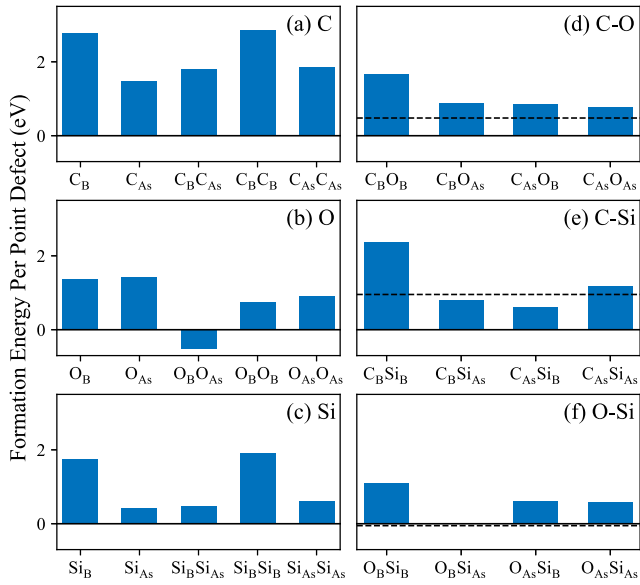 Formation Energy Per Point Defect (eV)
(a) C
2
0
C_B C_As C_BC_As C_BC_B C_AsC_As
(d) C-O
C_BO_B C_BO_As C_AsO_B C_AsO_As
(b) O
2
0
O_B O_As O_BO_As O_BO_B O_AsO_As
(e) C-Si
C_BSi_B C_BSi_As C_AsSi_B C_AsSi_As
(c) Si
2
0
Si_B Si_As Si_BSi_As Si_BSi_B Si_AsSi_As
(f) O-Si
O_BSi_B O_BSi_As O_AsSi_B O_AsSi_As